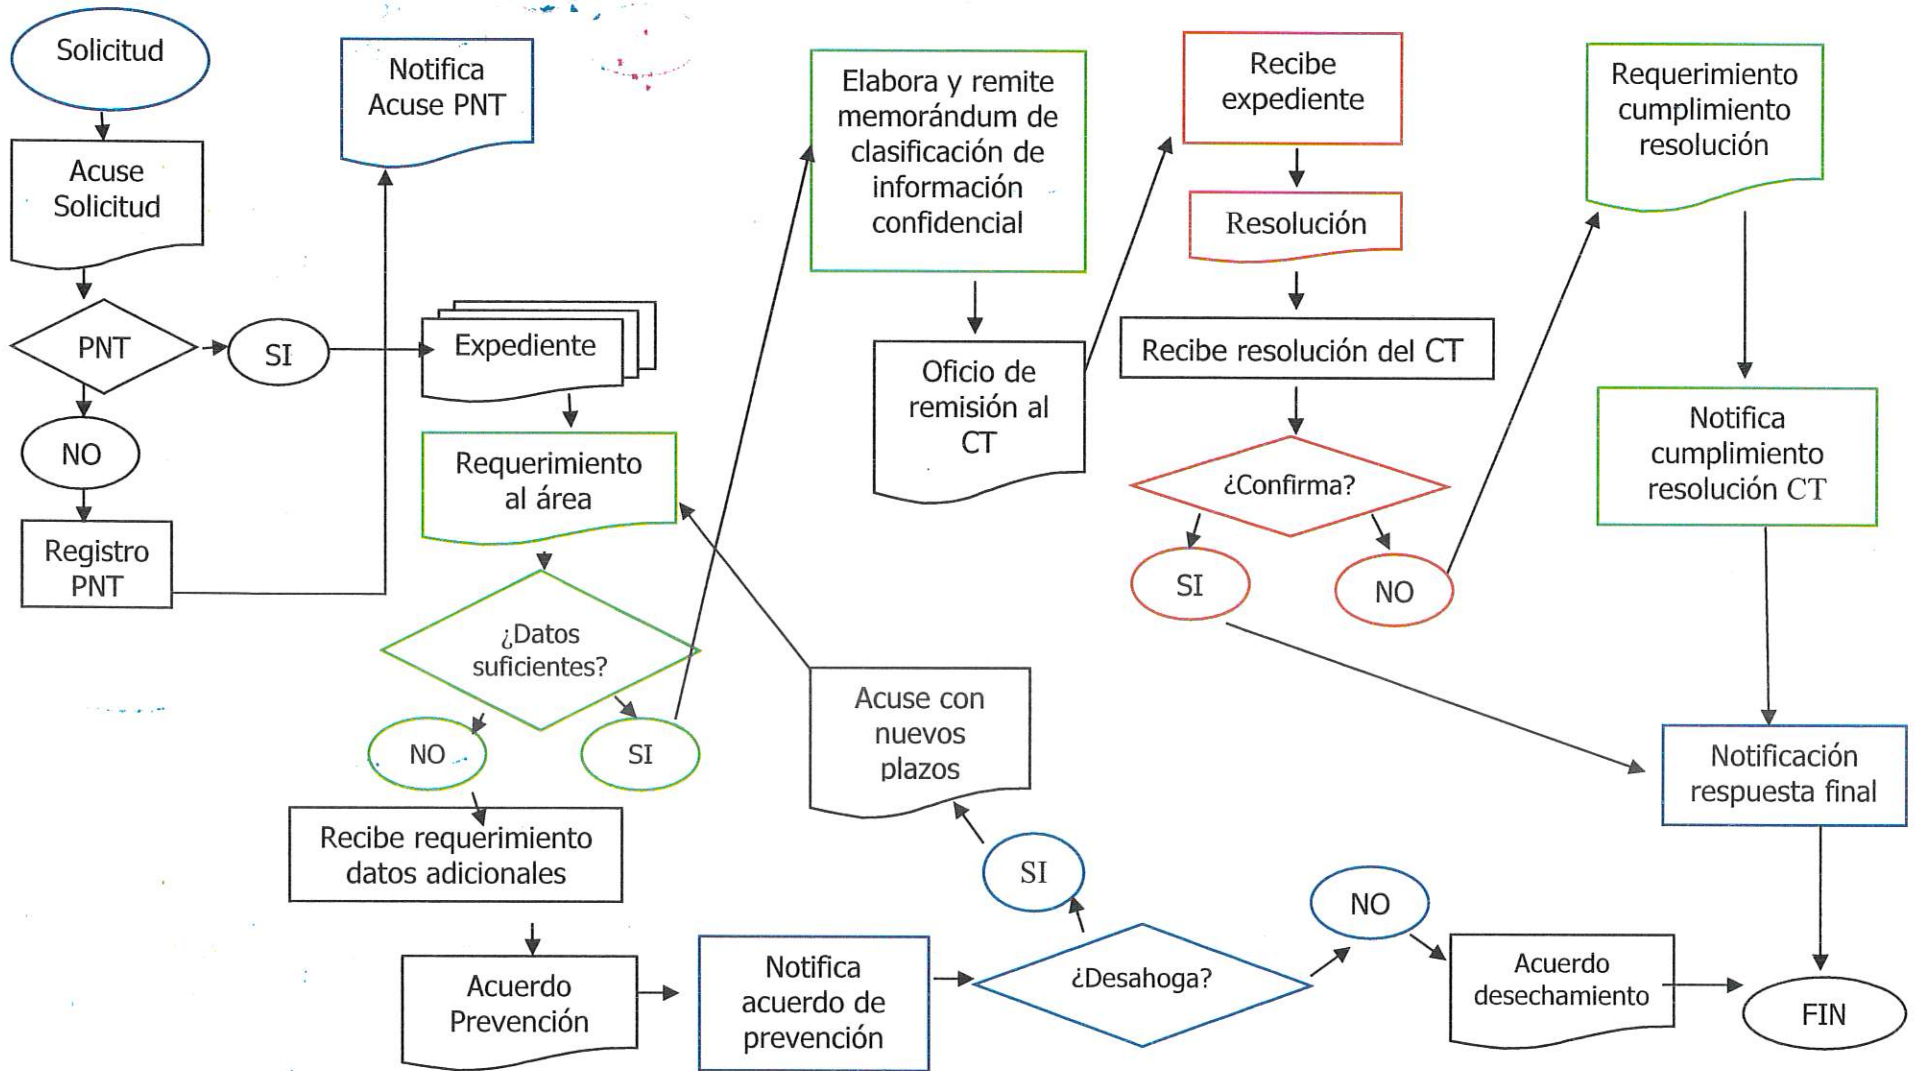 Solicitud
Acuse
Solicitud
PNT
SI
NO
Registro
PNT
Notifica
Acuse PNT
Expediente
Requerimiento
al área
¿Datos
suficientes?
NO
SI
Recibe requerimiento
datos adicionales
Acuerdo
Prevención
Notifica
acuerdo de
prevención
¿Desahoga?
SI
Acuse con
nuevos
plazos
NO
Acuerdo
desechamiento
Elabora y remite
memorándum de
clasificación de
información
confidencial
Oficio de
remisión al
CT
Recibe
expediente
Resolución
Recibe resolución del CT
¿Confirma?
SI
NO
Requerimiento
cumplimiento
resolución
Notifica
cumplimiento
resolución CT
Notificación
respuesta final
FIN